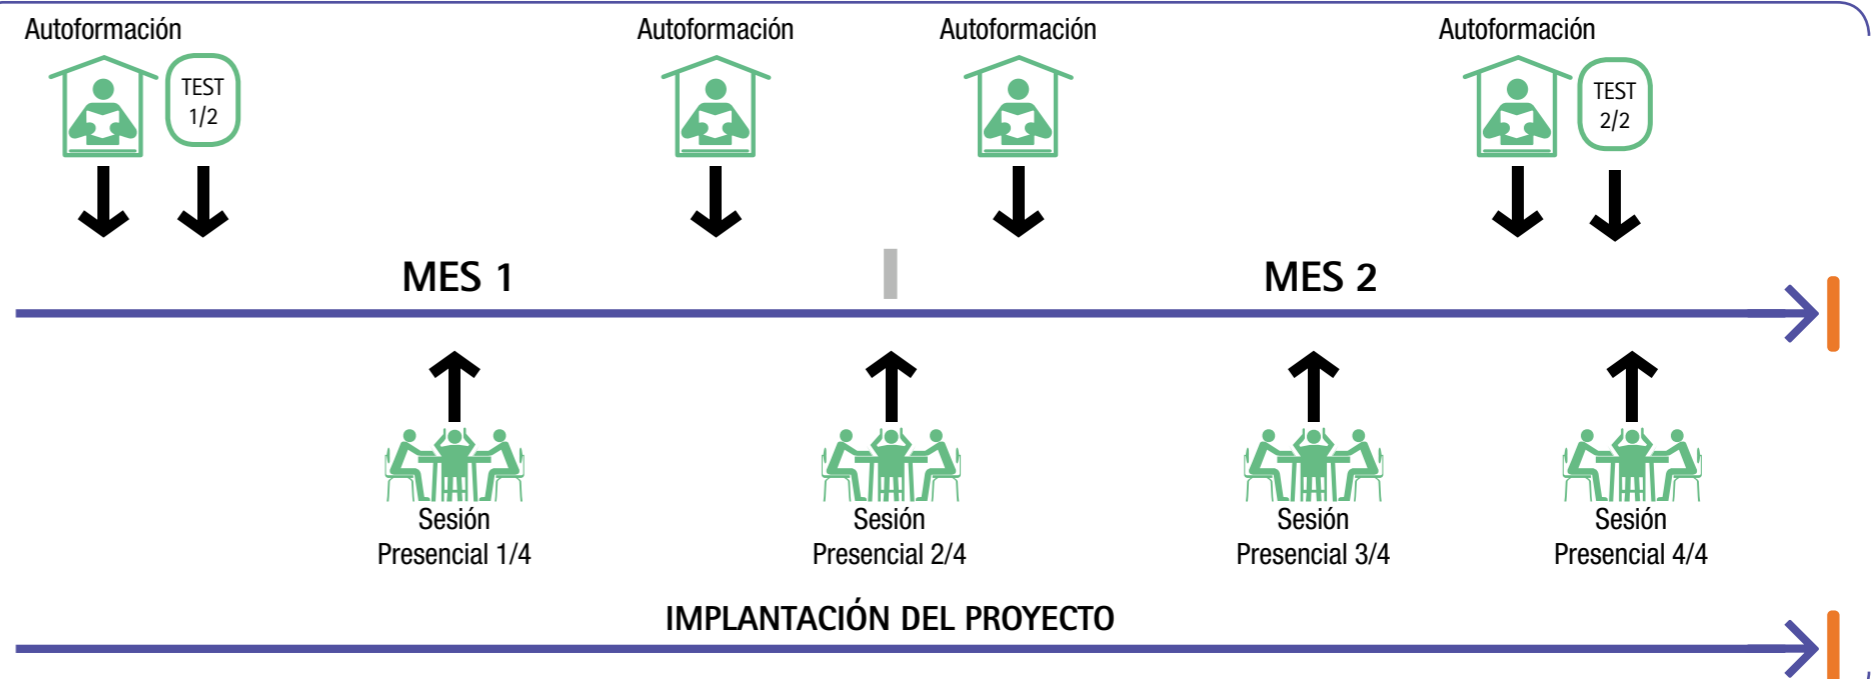 Autoformación
Autoformación
Autoformación
Autoformación
TEST
1/2
TEST
2/2
MES 1
MES 2
Sesión
Presencial 1/4
Sesión
Presencial 2/4
Sesión
Presencial 3/4
Sesión
Presencial 4/4
IMPLANTACIÓN DEL PROYECTO